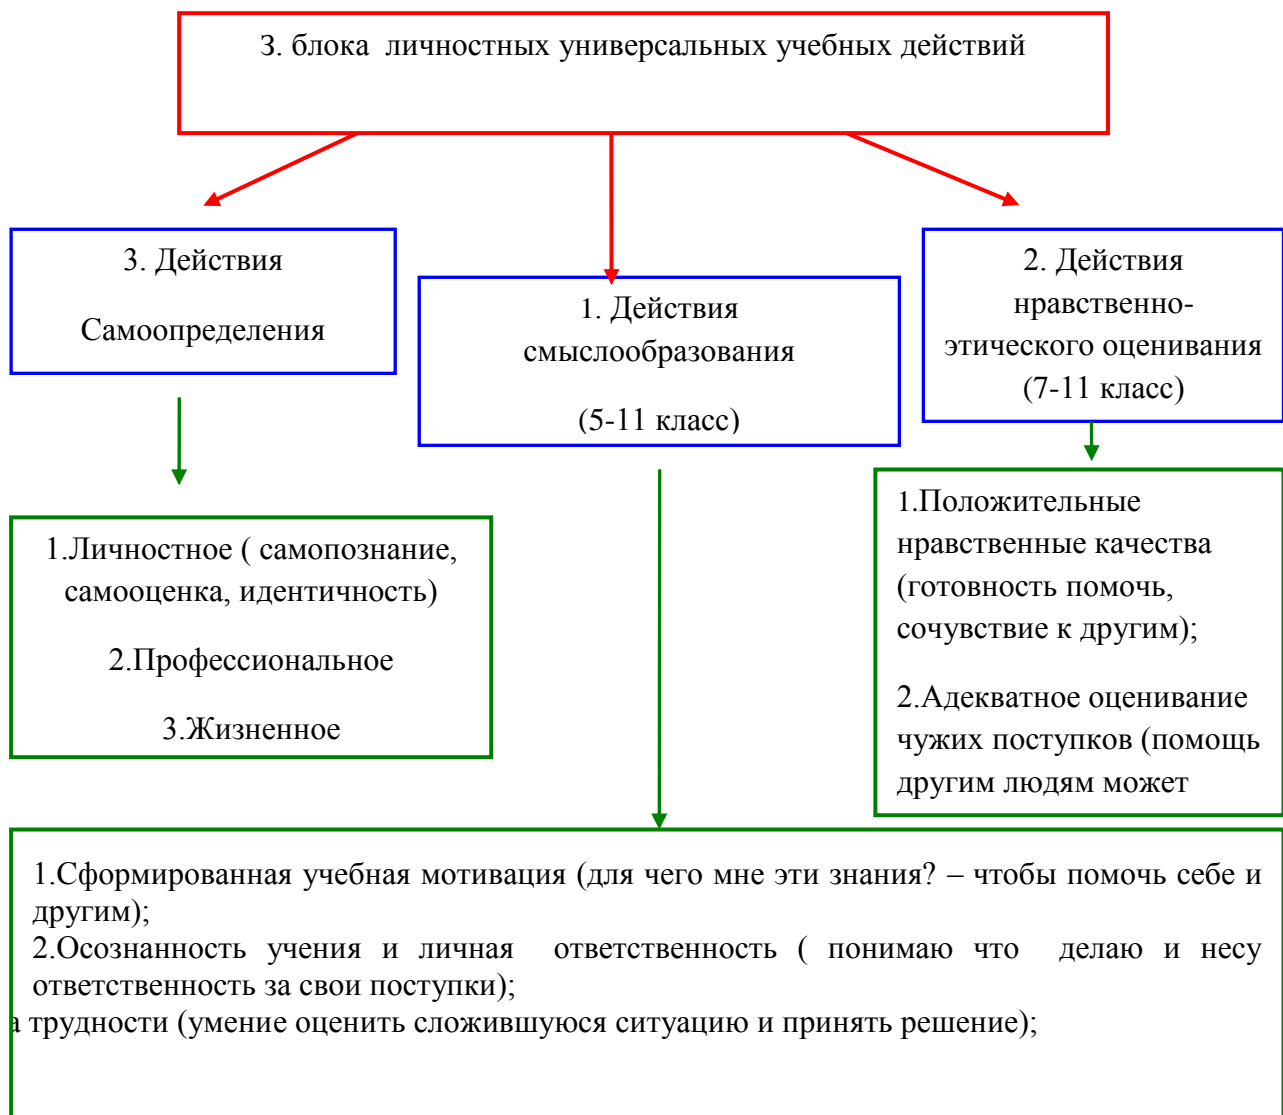 3. блока личностных универсальных учебных действий
3. Действия
Самоопределения
1. Действия
смыслообразования
(5-11 класс)
2. Действия
нравственно-
этического оценивания
(7-11 класс)
1.Личностное ( самопознание,
самооценка, идентичность)
2.Профессиональное
3.Жизненное
1.Положительные
нравственные качества
(готовность помочь,
сочувствие к другим);
2.Адекватное оценивание
чужих поступков (помощь
другим людям может
1.Сформированная учебная мотивация (для чего мне эти знания? – чтобы помочь себе и
другим);
2.Осознанность учения и личная ответственность ( понимаю что делаю и несу
ответственность за свои поступки);
трудности (умение оценить сложившуюся ситуацию и принять решение);